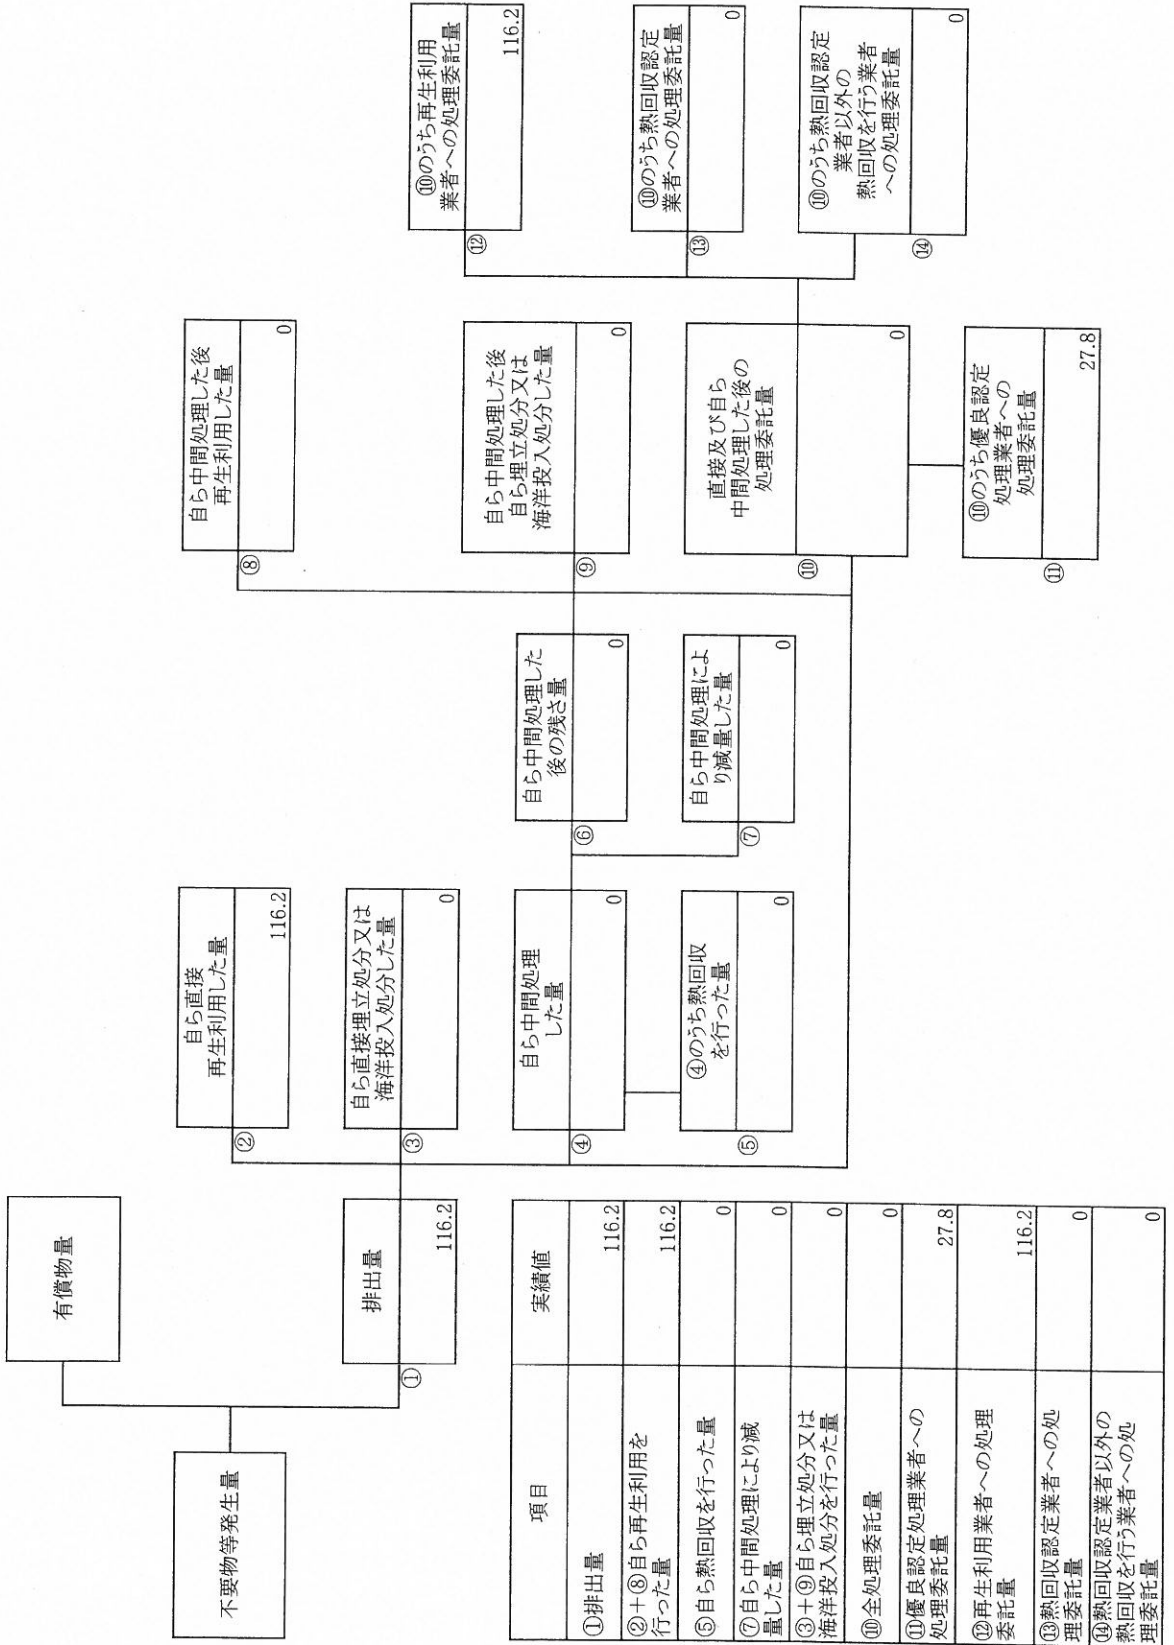 不要物等発生量
有償物量
①
排出量
116.2
②
自ら直接
再生利用した量
116.2
③
自ら直接埋立処分又は
海洋投入処分した量
0
④
自ら中間処理
した量
0
⑤
④のうち熱回収
を行った量
0
⑥
自ら中間処理した
後の残さ量
0
⑦
自ら中間処理によ
り減量した量
0
⑧
自ら中間処理した後
再生利用した量
0
⑨
自ら中間処理した後
自ら埋立処分又は
海洋投入処分した量
0
⑩
直接及び自ら
中間処理した後の
処理委託量
0
⑪
⑩のうち優良認定
処理業者への
処理委託量
27.8
⑫
⑩のうち再生利用
業者への処理委託量
116.2
⑬
⑩のうち熱回収認定
業者への処理委託量
0
⑭
⑩のうち熱回収認定
業者以外の
熱回収を行う業者
への処理委託量
0
項目 実績値
①排出量 116.2
②＋⑧自ら再生利用を
行った量 116.2
⑤自ら熱回収を行った量 0
⑦自ら中間処理により減
量した量 0
③＋⑨自ら埋立処分又は
海洋投入処分を行った量 0
⑩全処理委託量 0
⑪優良認定処理業者への
処理委託量 27.8
⑫再生利用業者への処理
委託量 116.2
⑬熱回収認定業者への処
理委託量 0
⑭熱回収認定業者以外の
熱回収を行う業者への処
理委託量 0